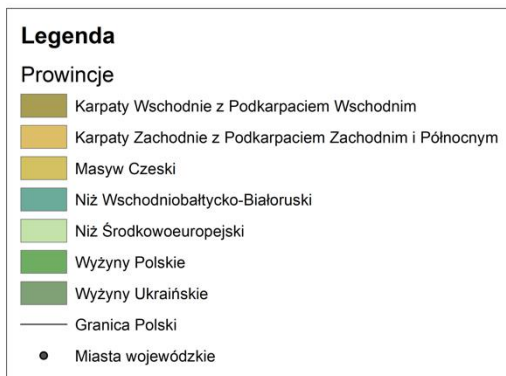 Legenda
Prowincje
Karpaty Wschodnie z Podkarpaciem Wschodnim
Karpaty Zachodnie z Podkarpaciem Zachodnim i Północnym
Masyw Czeski
Niż Wschodniobałtycko-Białoruski
Niż Środkowoeuropejski
Wyżyny Polskie
Wyżyny Ukraińskie
Granica Polski
Miasta wojewódzkie